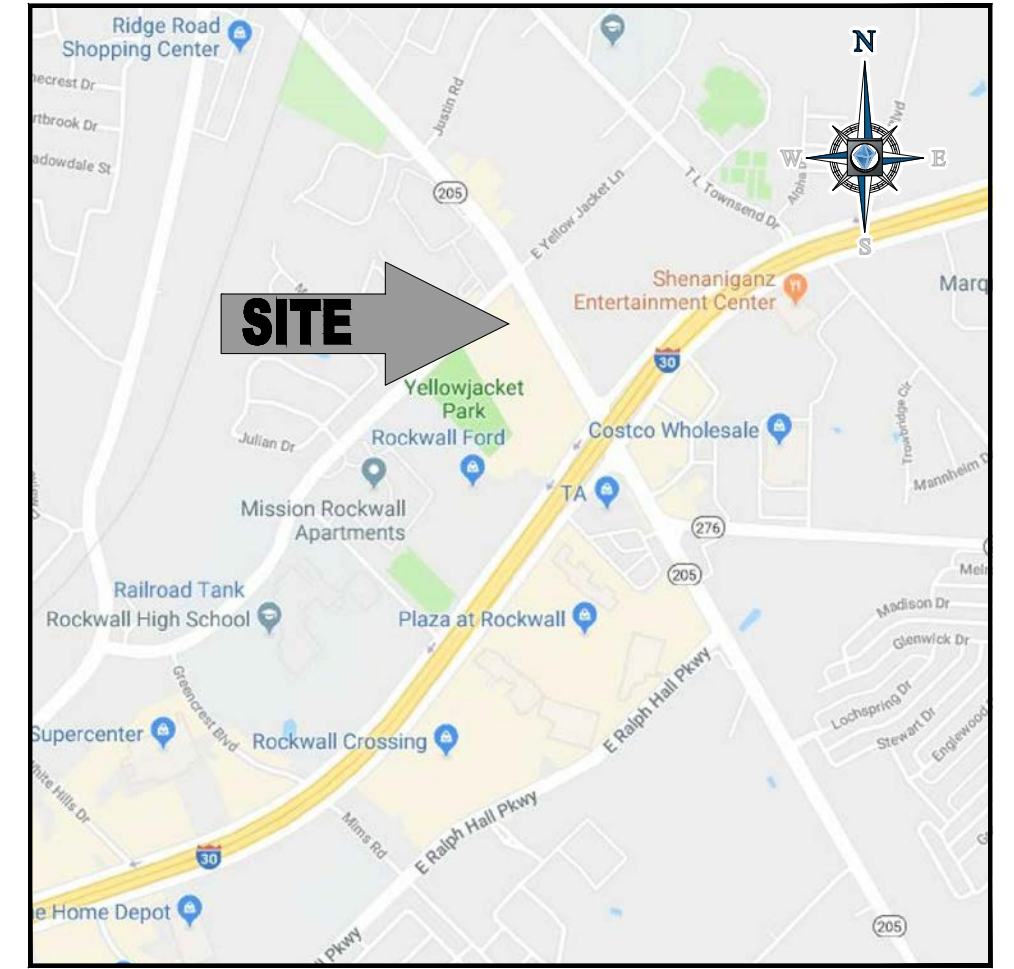 Ridge Road
Shopping Center
N
necrest Dr
Justin Rd
rtbrook Dr
lvd
adowdale St
W
E
T L Townsend Dr
Alpha D
205
E Yellow Jacket Ln
S
Shenaniganz
Entertainment Center
Marq
SITE
30
Yellowjacket
Park
Rockwall Ford
Costco Wholesale
Trowbridge Cir
Julian Dr
Mannheim D
TA
Mission Rockwall
Apartments
276
205
Melr
Railroad Tank
Rockwall High School
Plaza at Rockwall
Madison Dr
Glenwick Dr
Greencrest Blvd
E Ralph Hall Pkwy
Lochspring Dr
Stewart Dr
Englewood
Supercenter
Rockwall Crossing
White Hills Dr
Mims Rd
E Ralph Hall Pkwy
30
e Home Depot
205
l Pkwy